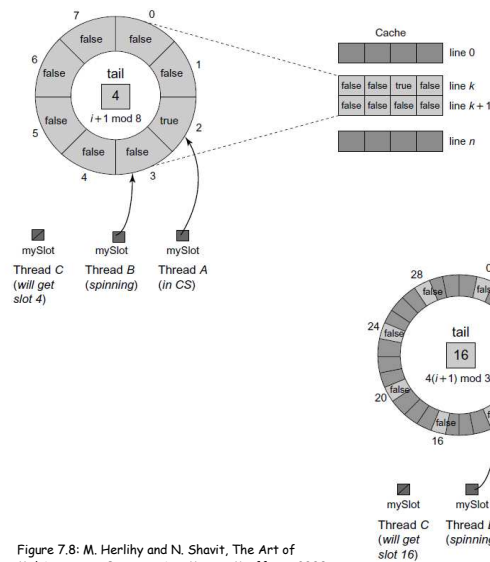 7
0
6
1
5
2
4
3
false
false
false
false
true
false
false
false
tail
4
i+1 mod 8
Cache
line 0
false false true false
line k
false false false false
line k+1
line n
mySlot
mySlot
mySlot
Thread C
(will get
slot 4)
Thread B
(spinning)
Thread A
(in CS)
28
24
20
16
false
false
false
false
tail
16
4(i+1) mod 3
mySlot
mySlot
Thread C
(will get
slot 16)
Thread
(spinning
Figure 7.8: M. Herlihy and N. Shavit, The Art of